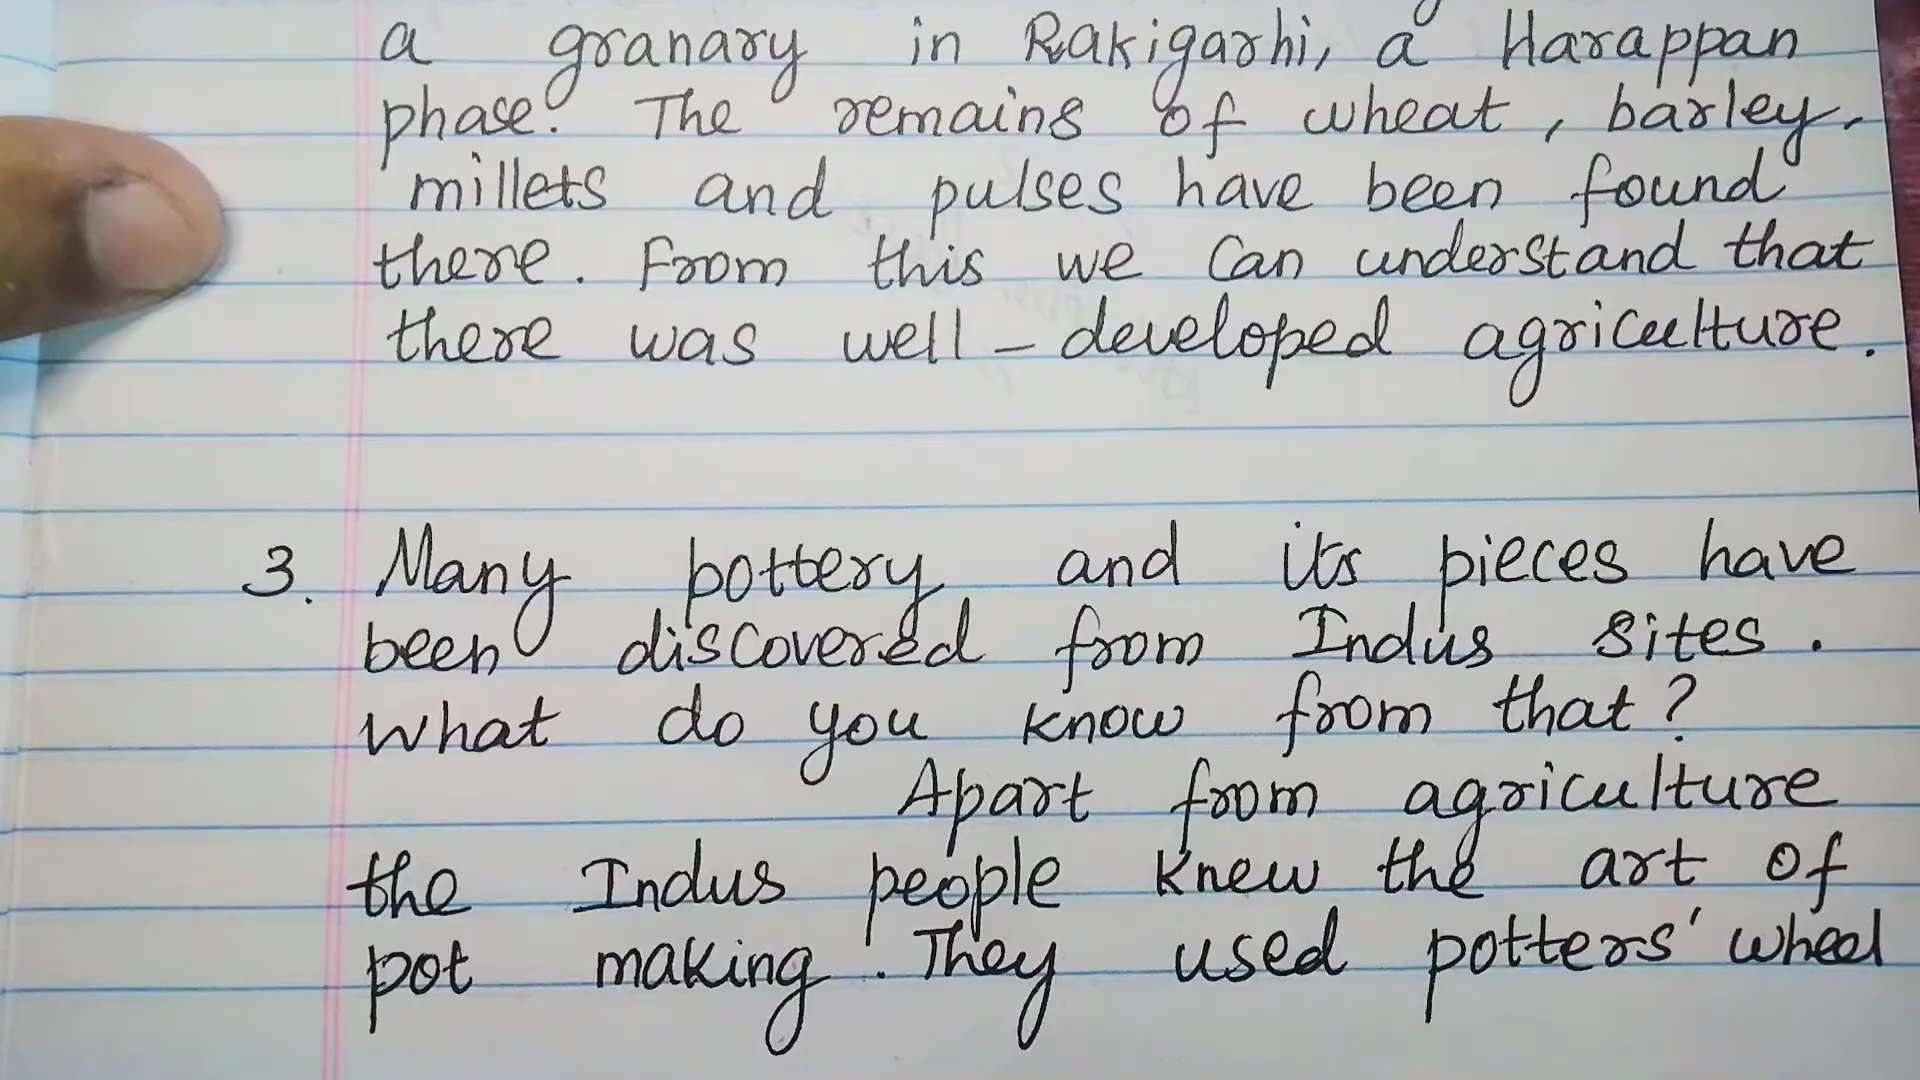 a granary in Rakigarhi, a Harappan
phase. The remains of wheat, barley,
millets and pulses have been found
there. From this we can understand that
there was well-developed agriculture.
3. Many pottery and its pieces have
been discovered from Indus sites.
what do you know from that?
Apart from agriculture
the Indus people knew the art of
pot making. They used potters' wheel